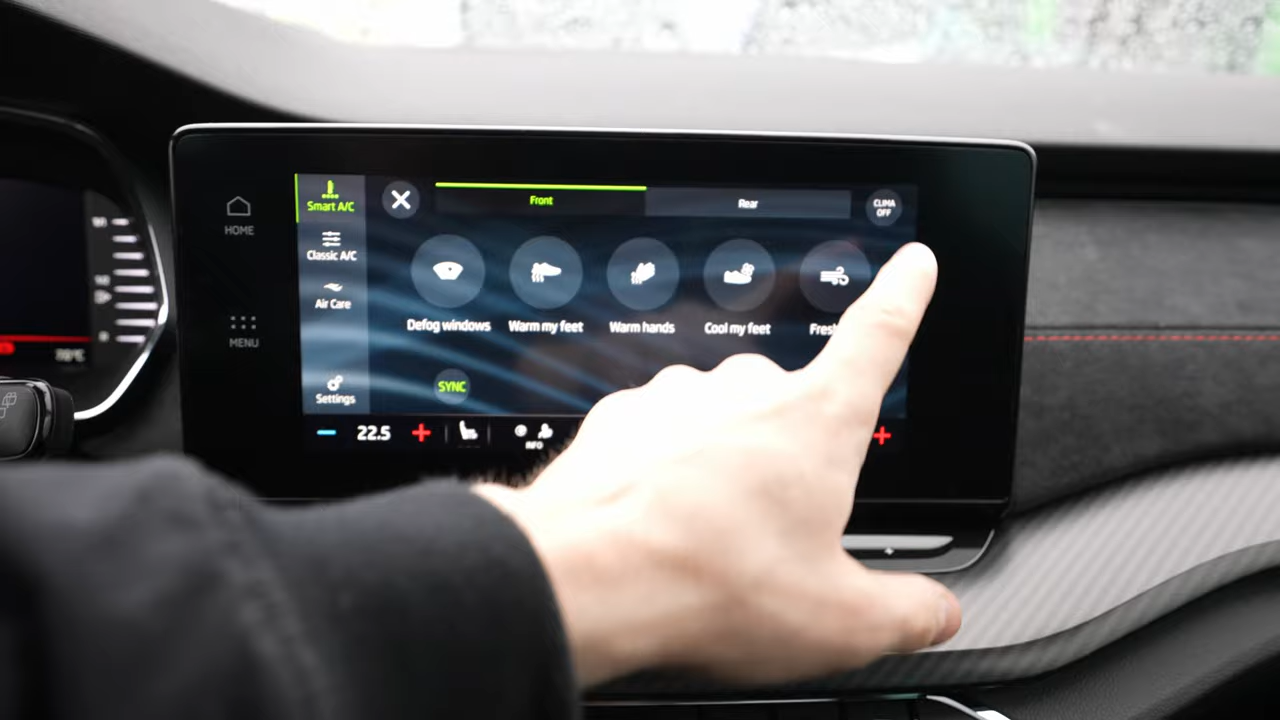 HOME
MENU
Smart A/C
Classic A/C
Air Care
Settings
Front
Rear
CLIMA
OFF
Defog windows
Warm my feet
Warm hands
Cool my feet
SYNC
22.5
INFO